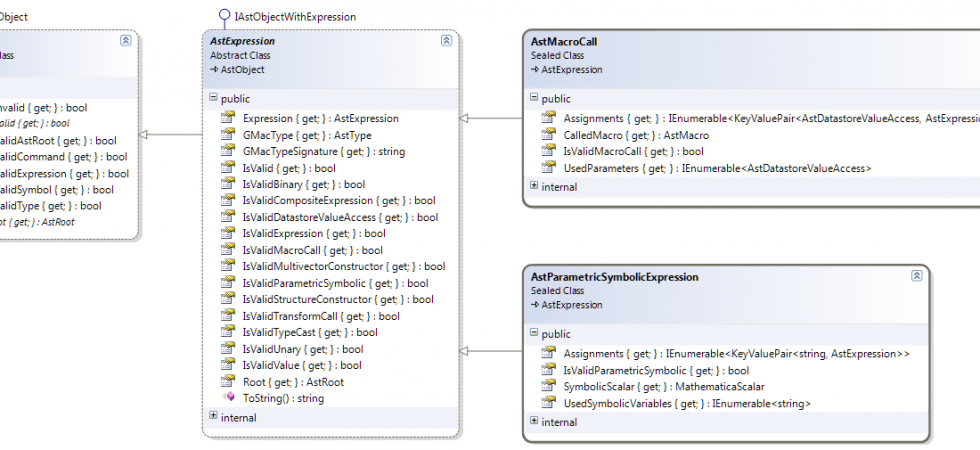 Object
lass
nvalid { get; } : bool
alid { get; } : bool
alidAstRoot { get; } : bool
alidCommand { get; } : bool
alidExpression { get; } : bool
alidSymbol { get; } : bool
alidType { get; } : bool
ot { get; } : AstRoot
IAstObjectWithExpression
AstExpression
Abstract Class
AstObject
public
Expression { get; } : AstExpression
GMacType { get; } : AstType
GMacTypeSignature { get; } : string
IsValid { get; } : bool
IsValidBinary { get; } : bool
IsValidCompositeExpression { get; } : bool
IsValidDatastoreValueAccess { get; } : bool
IsValidExpression { get; } : bool
IsValidMacroCall { get; } : bool
IsValidMultivectorConstructor { get; } : bool
IsValidParametricSymbolic { get; } : bool
IsValidStructureConstructor { get; } : bool
IsValidTransformCall { get; } : bool
IsValidTypeCast { get; } : bool
IsValidUnary { get; } : bool
IsValidValue { get; } : bool
Root { get; } : AstRoot
ToString() : string
internal
AstMacroCall
Sealed Class
AstExpression
public
Assignments { get; } : IEnumerable<KeyValuePair<AstDatastoreValueAccess, AstExpressio
CalledMacro { get; } : AstMacro
IsValidMacroCall { get; } : bool
UsedParameters { get; } : IEnumerable<AstDatastoreValueAccess>
internal
AstParametricSymbolicExpression
Sealed Class
AstExpression
public
Assignments { get; } : IEnumerable<KeyValuePair<string, AstExpression>>
IsValidParametricSymbolic { get; } : bool
SymbolicScalar { get; } : MathematicaScalar
UsedSymbolicVariables { get; } : IEnumerable<string>
internal